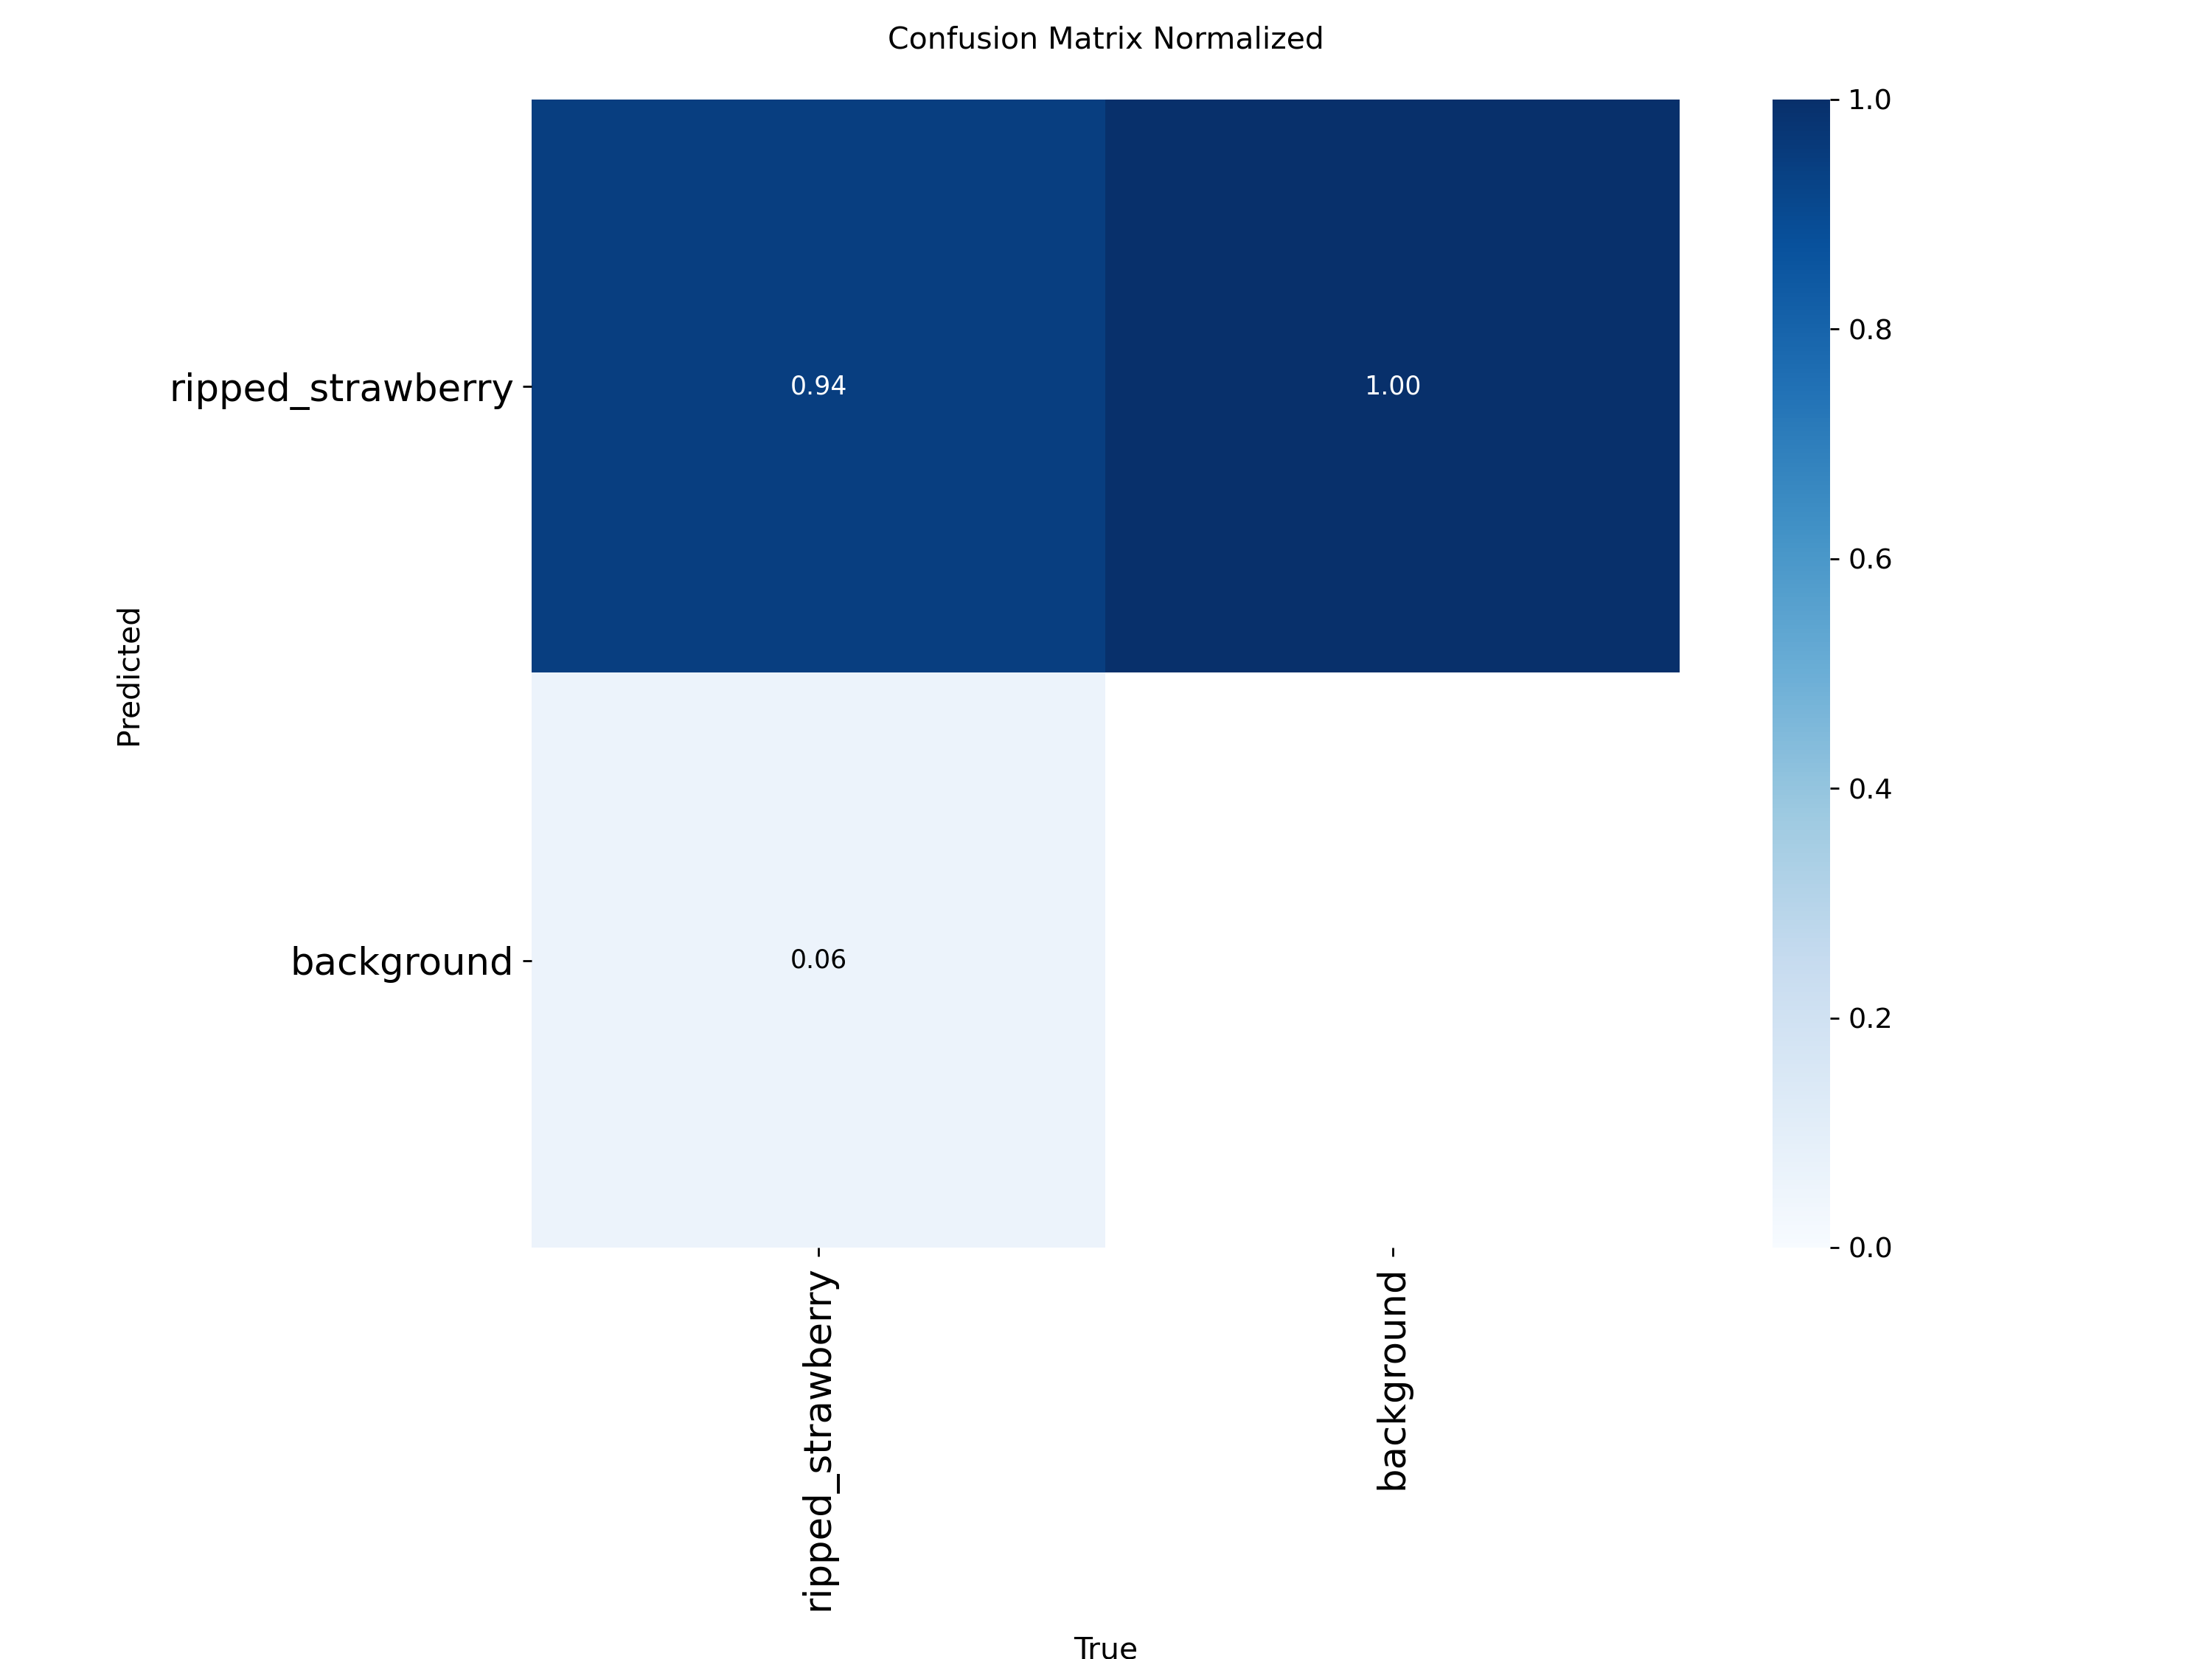 Confusion Matrix Normalized
1.0
0.8
0.6
0.4
0.2
0.0
Predicted
ripped_strawberry
0.94
1.00
background
0.06
ripped_strawberry
background
True